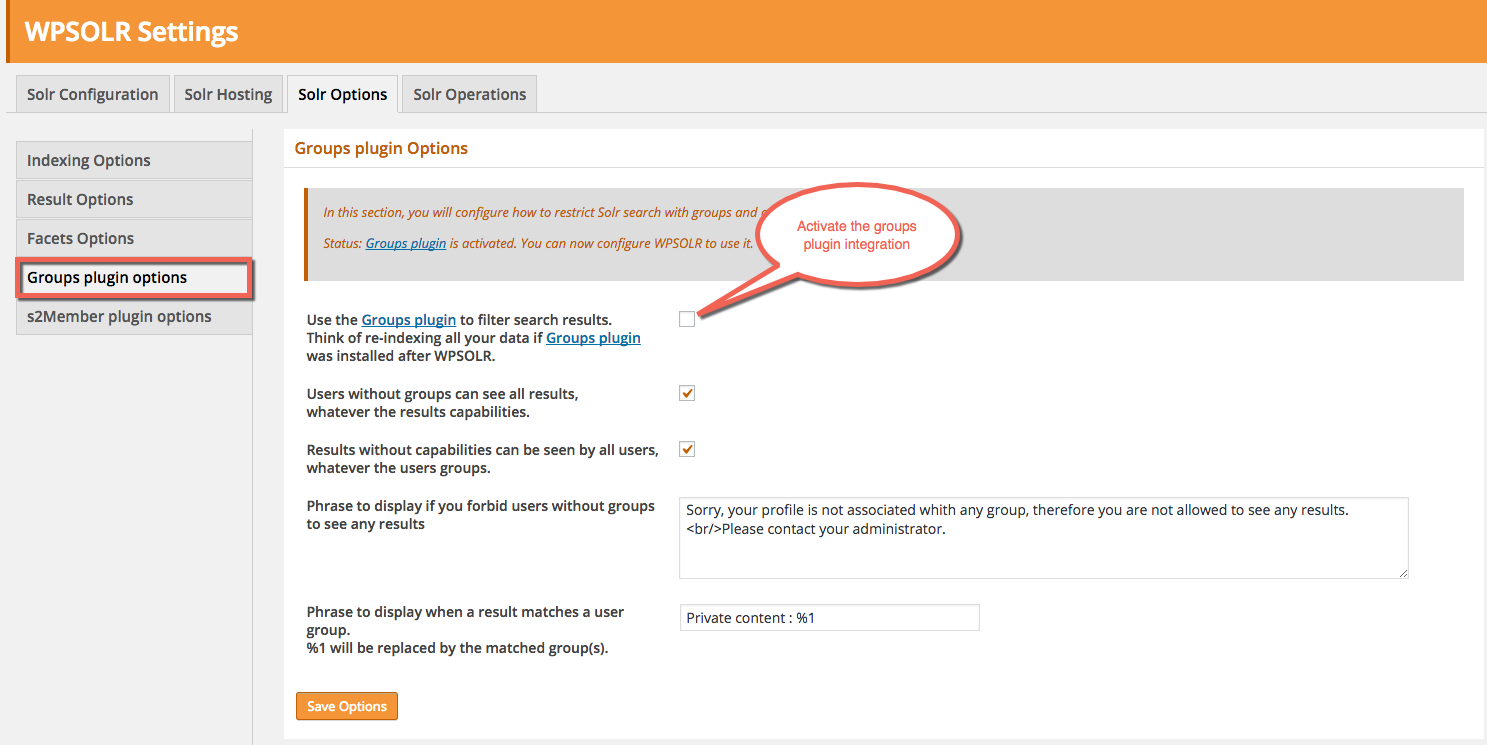 WPSOLR Settings
Solr Configuration
Solr Hosting
Solr Options
Solr Operations
Indexing Options
Result Options
Facets Options
Groups plugin options
s2Member plugin options
Groups plugin Options
In this section, you will configure how to restrict Solr search with groups and
Status: Groups plugin is activated. You can now configure WPSOLR to use it.
Activate the groups
plugin integration
Use the Groups plugin to filter search results.
Think of re-indexing all your data if Groups plugin
was installed after WPSOLR.
Users without groups can see all results,
whatever the results capabilities.
Results without capabilities can be seen by all users,
whatever the users groups.
Phrase to display if you forbid users without groups
to see any results
Sorry, your profile is not associated whith any group, therefore you are not allowed to see any results.
<br/>Please contact your administrator.
Phrase to display when a result matches a user
group.
%1 will be replaced by the matched group(s).
Private content : %1
Save Options